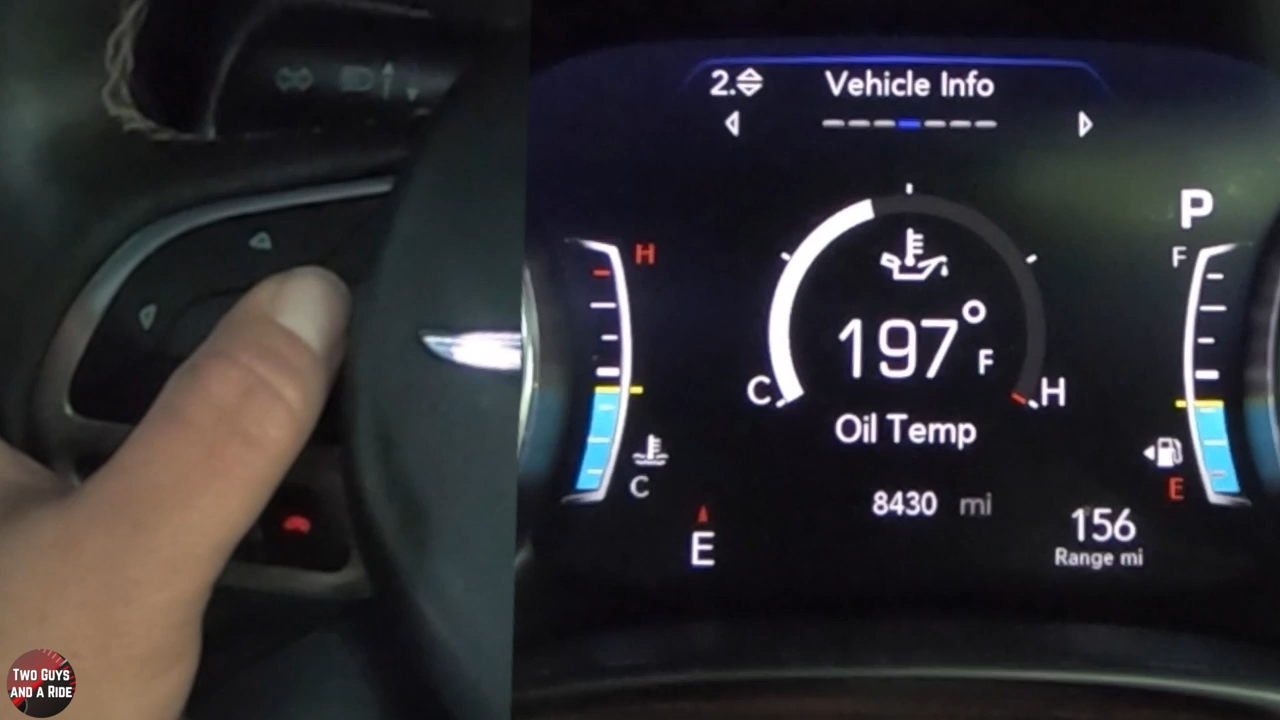 2. Vehicle Info
P
H
F
197°F
C
H
Oil Temp
C
E
8430 mi
156
Range mi
E
TWO GUYS
AND A RIDE